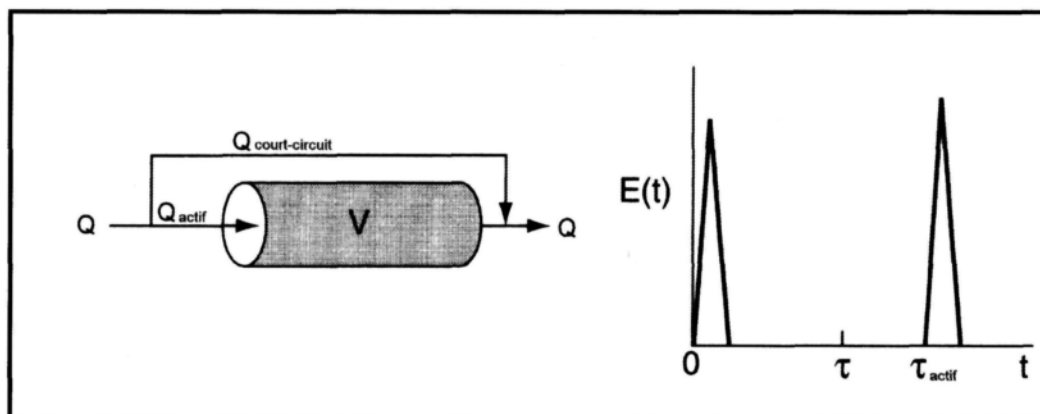 Q court-circuit
Q Q actif V Q
E(t)
0 τ τ actif t